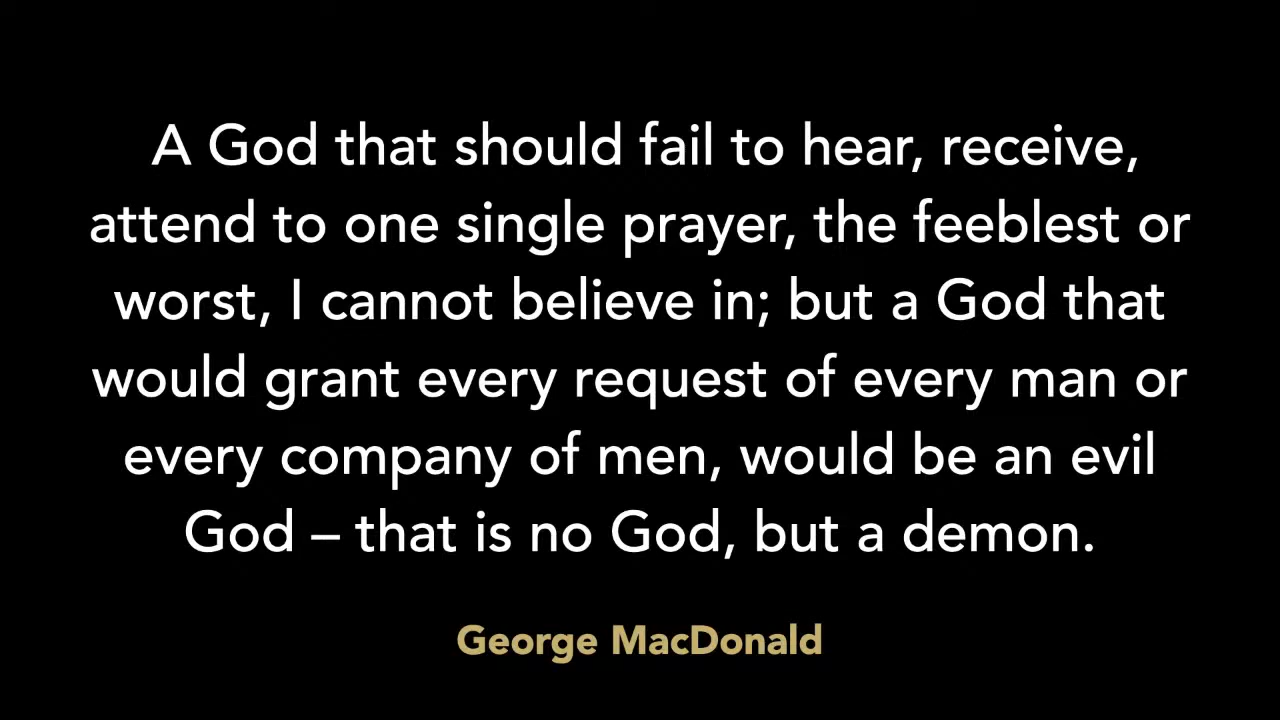 A God that should fail to hear, receive,
attend to one single prayer, the feeblest or
worst, I cannot believe in; but a God that
would grant every request of every man or
every company of men, would be an evil
God – that is no God, but a demon.
George MacDonald